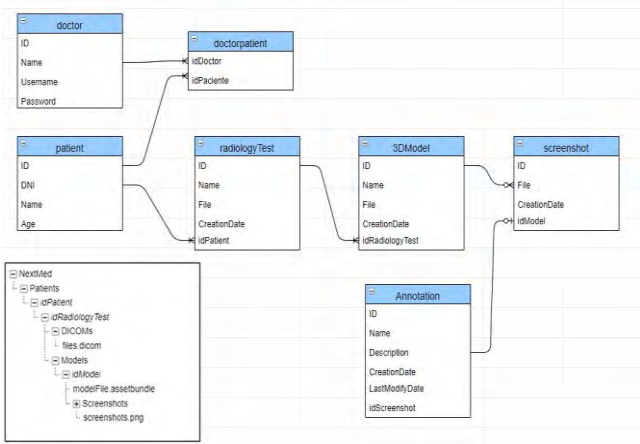 doctor
ID
Name
Username
Password
doctorpatient
idDoctor
idPaciente
patient
ID
DNI
Name
Age
radiologyTest
ID
Name
File
CreationDate
idPatient
3DModel
ID
Name
File
CreationDate
idRadiologyTest
screenshot
ID
File
CreationDate
idModel
Annotation
ID
Name
Description
CreationDate
LastModifyDate
idScreenshot
NextMed
Patients
idPatient
idRadiologyTest
DICOMs
files.dicom
Models
idModel
modelFile.assetbundle
Screenshots
screenshots.png